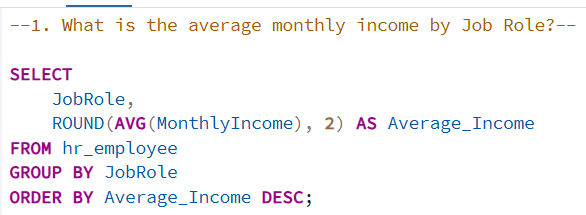 --1. What is the average monthly income by Job Role?--
SELECT
JobRole,
ROUND(AVG(MonthlyIncome), 2) AS Average_Income
FROM hr_employee
GROUP BY JobRole
ORDER BY Average_Income DESC;